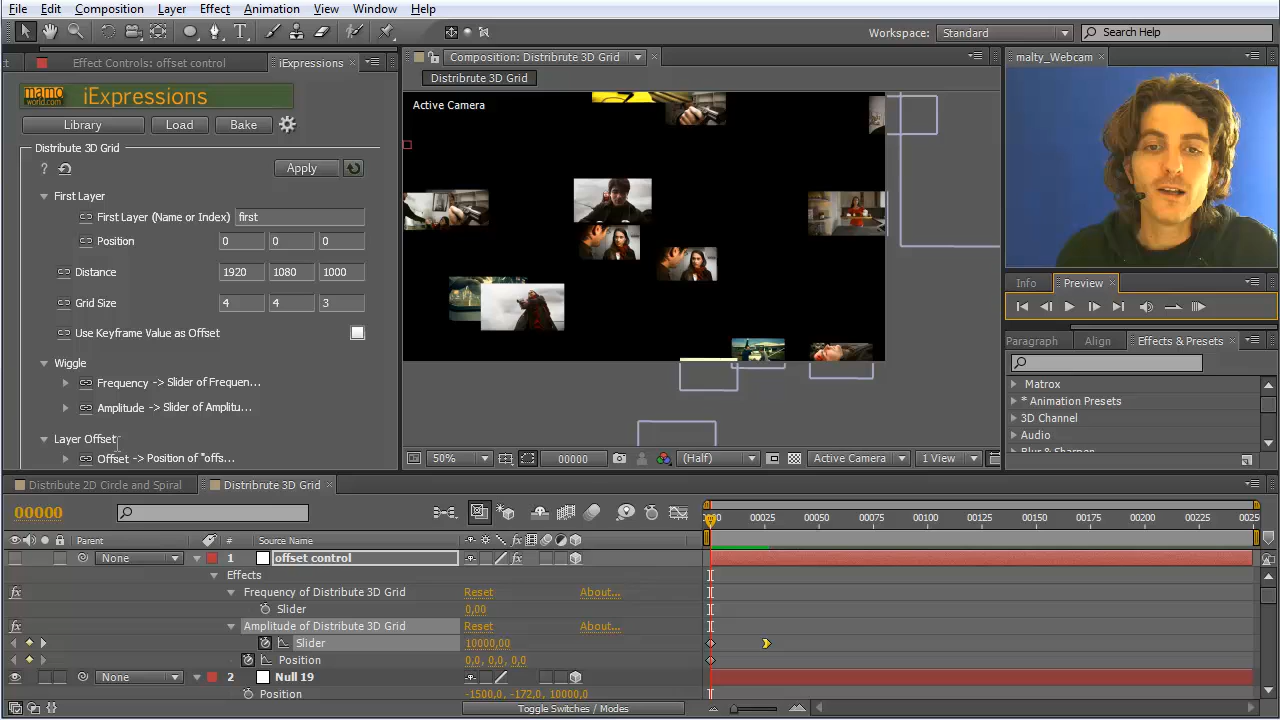 File Edit Composition Layer Effect Animation View Window Help
Workspace: Standard Search Help
Effect Controls: offset control iExpressions
Composition: Distribute 3D Grid
malty_Webcam
Distribute 3D Grid
mamo world.com iExpressions
Active Camera
Library Load Bake
Distribute 3D Grid
? Apply
First Layer
First Layer (Name or Index) first
Position 0 0 0
Distance 1920 1080 1000
Grid Size 4 4 3
Use Keyframe Value as Offset
Wiggle
Frequency -> Slider of Frequen...
Amplitude -> Slider of Amplitu...
Layer Offset
Offset -> Position of "offs...
50% 00000 (Half) Active Camera 1 View
Info Preview
Paragraph Align Effects & Presets
Matrox
* Animation Presets
3D Channel
Audio
Blur & Sharpen
Distribute 2D Circle and Spiral Distribute 3D Grid
00000
00025 00050 00075 00100 00125 00150 00175 00200 00225 0025
Parent # Source Name
None 1 offset control
Effects
Frequency of Distribute 3D Grid Reset About...
Slider 0,00
Amplitude of Distribute 3D Grid Reset About...
Slider 10000,00
Position 0,0, 0,0, 0,0
None 2 Null 19
Position -1500,0, -172,0, 10000,0
Toggle Switches / Modes